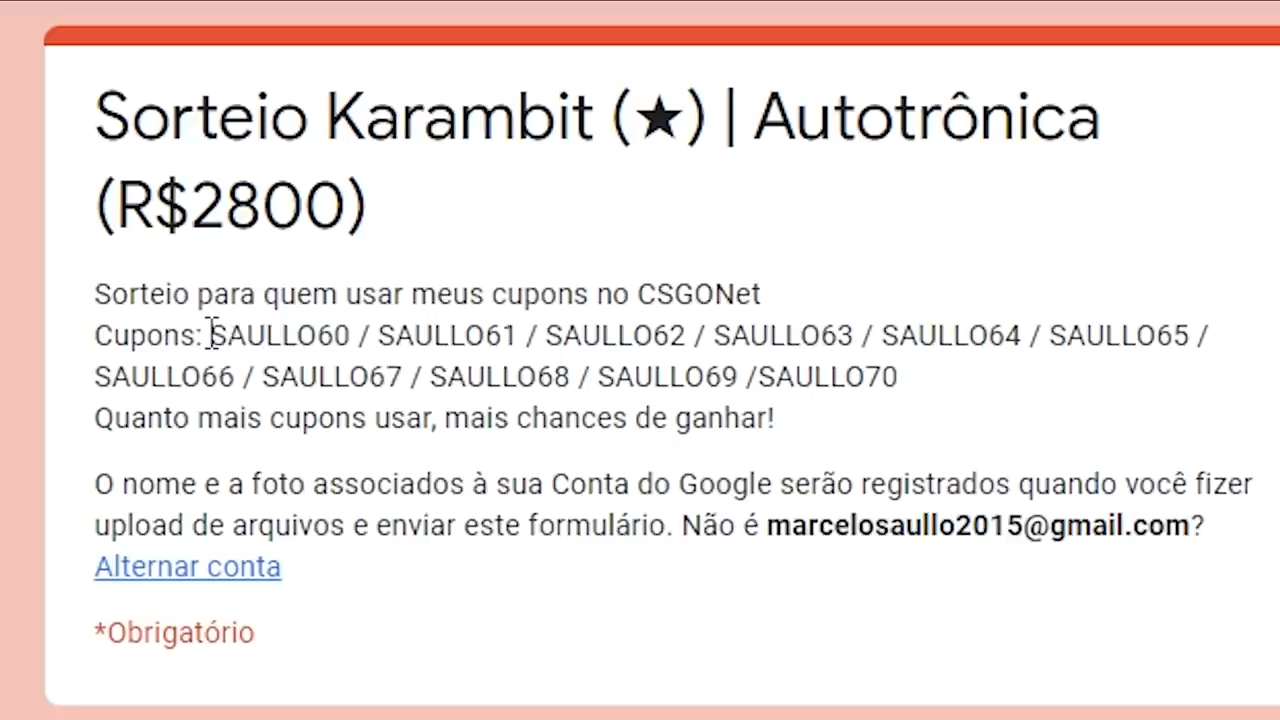 Sorteio Karambit (★) | Autotrônica
(R$2800)
Sorteio para quem usar meus cupons no CSGONet
Cupons: SAULLO60 / SAULLO61 / SAULLO62 / SAULLO63 / SAULLO64 / SAULLO65 /
SAULLO66 / SAULLO67 / SAULLO68 / SAULLO69 /SAULLO70
Quanto mais cupons usar, mais chances de ganhar!
O nome e a foto associados à sua Conta do Google serão registrados quando você fizer
upload de arquivos e enviar este formulário. Não é marcelosaullo2015@gmail.com?
Alternar conta
*Obrigatório